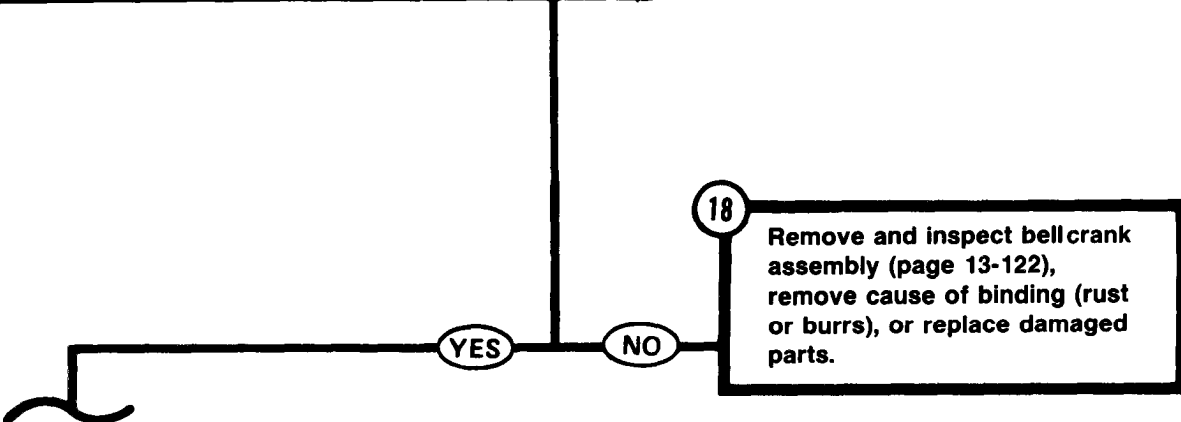 18
Remove and inspect bellcrank
assembly (page 13-122),
remove cause of binding (rust
or burrs), or replace damaged
parts.
YES
NO